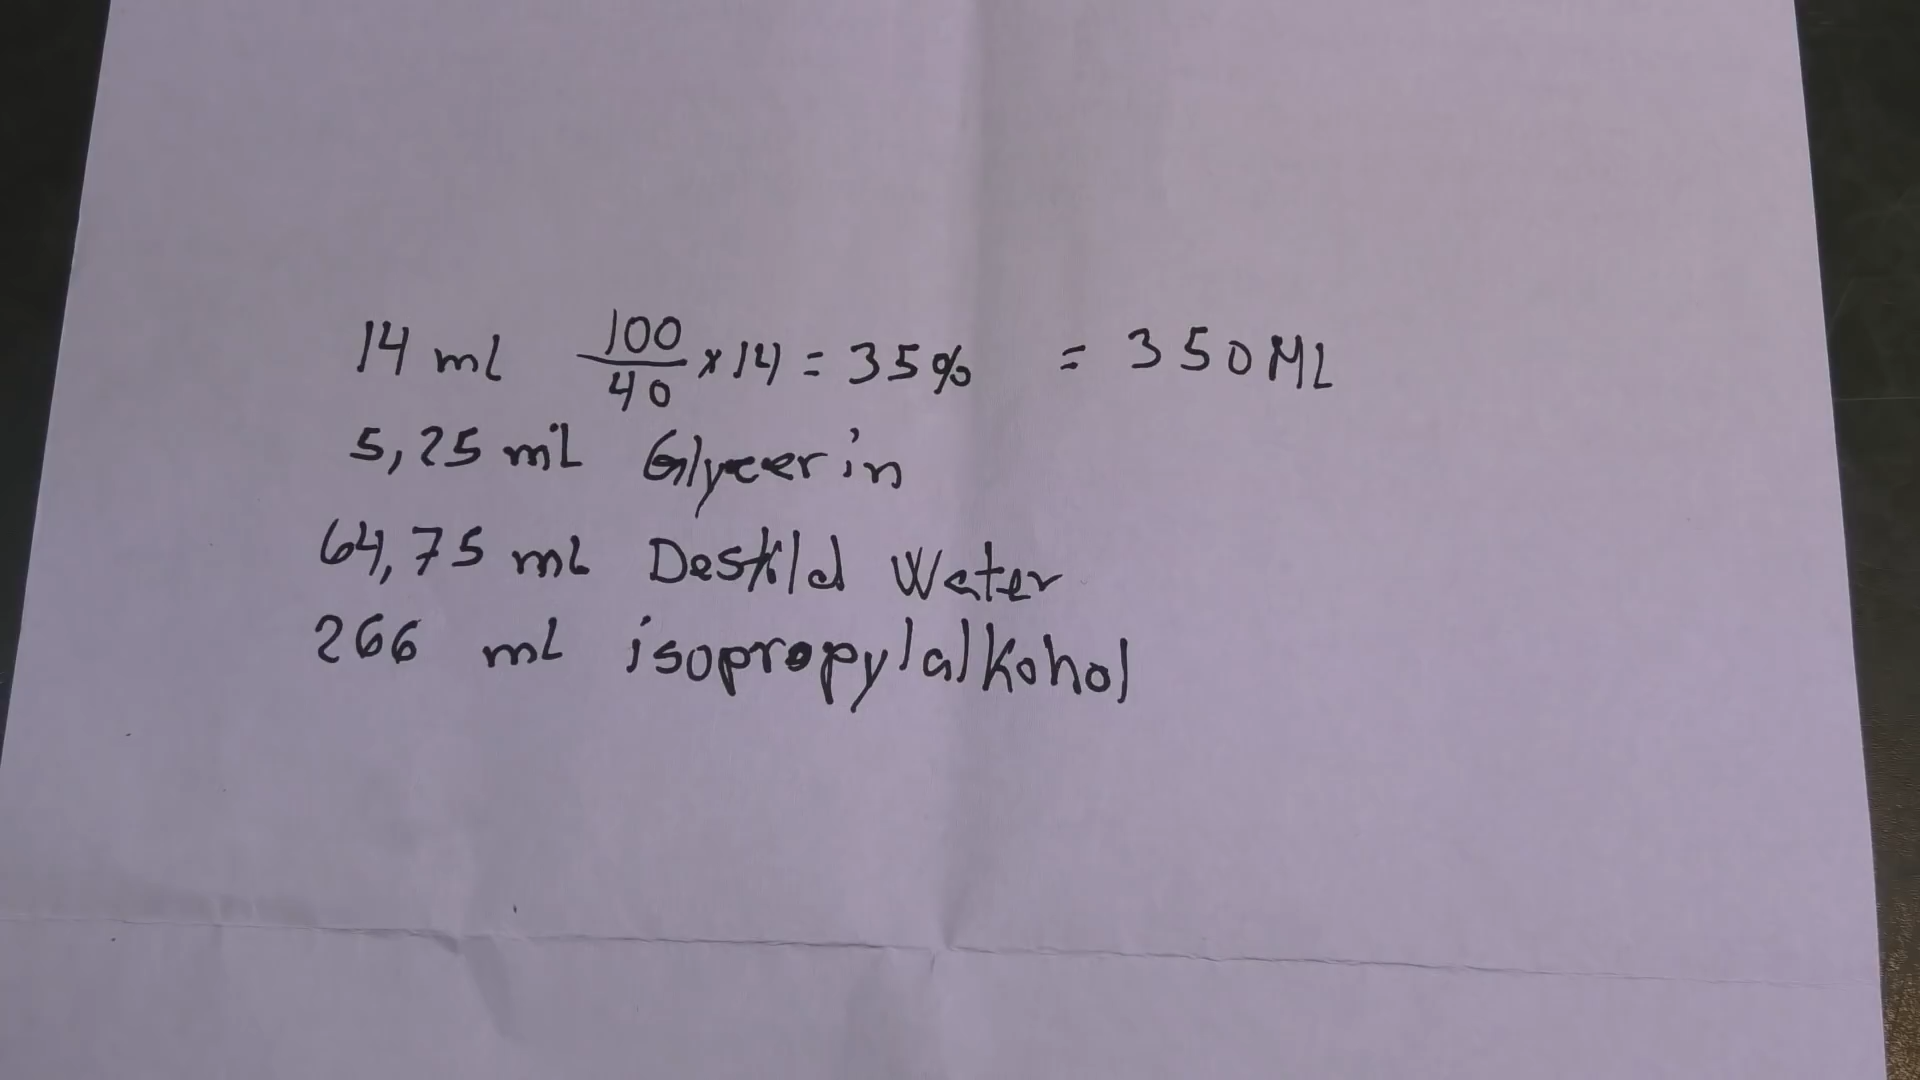 14 ml 100/40 × 14 = 35% = 350 ML
5,25 mL Glyceerin
64,75 mL Destild Water
266 mL isopropylalkohol